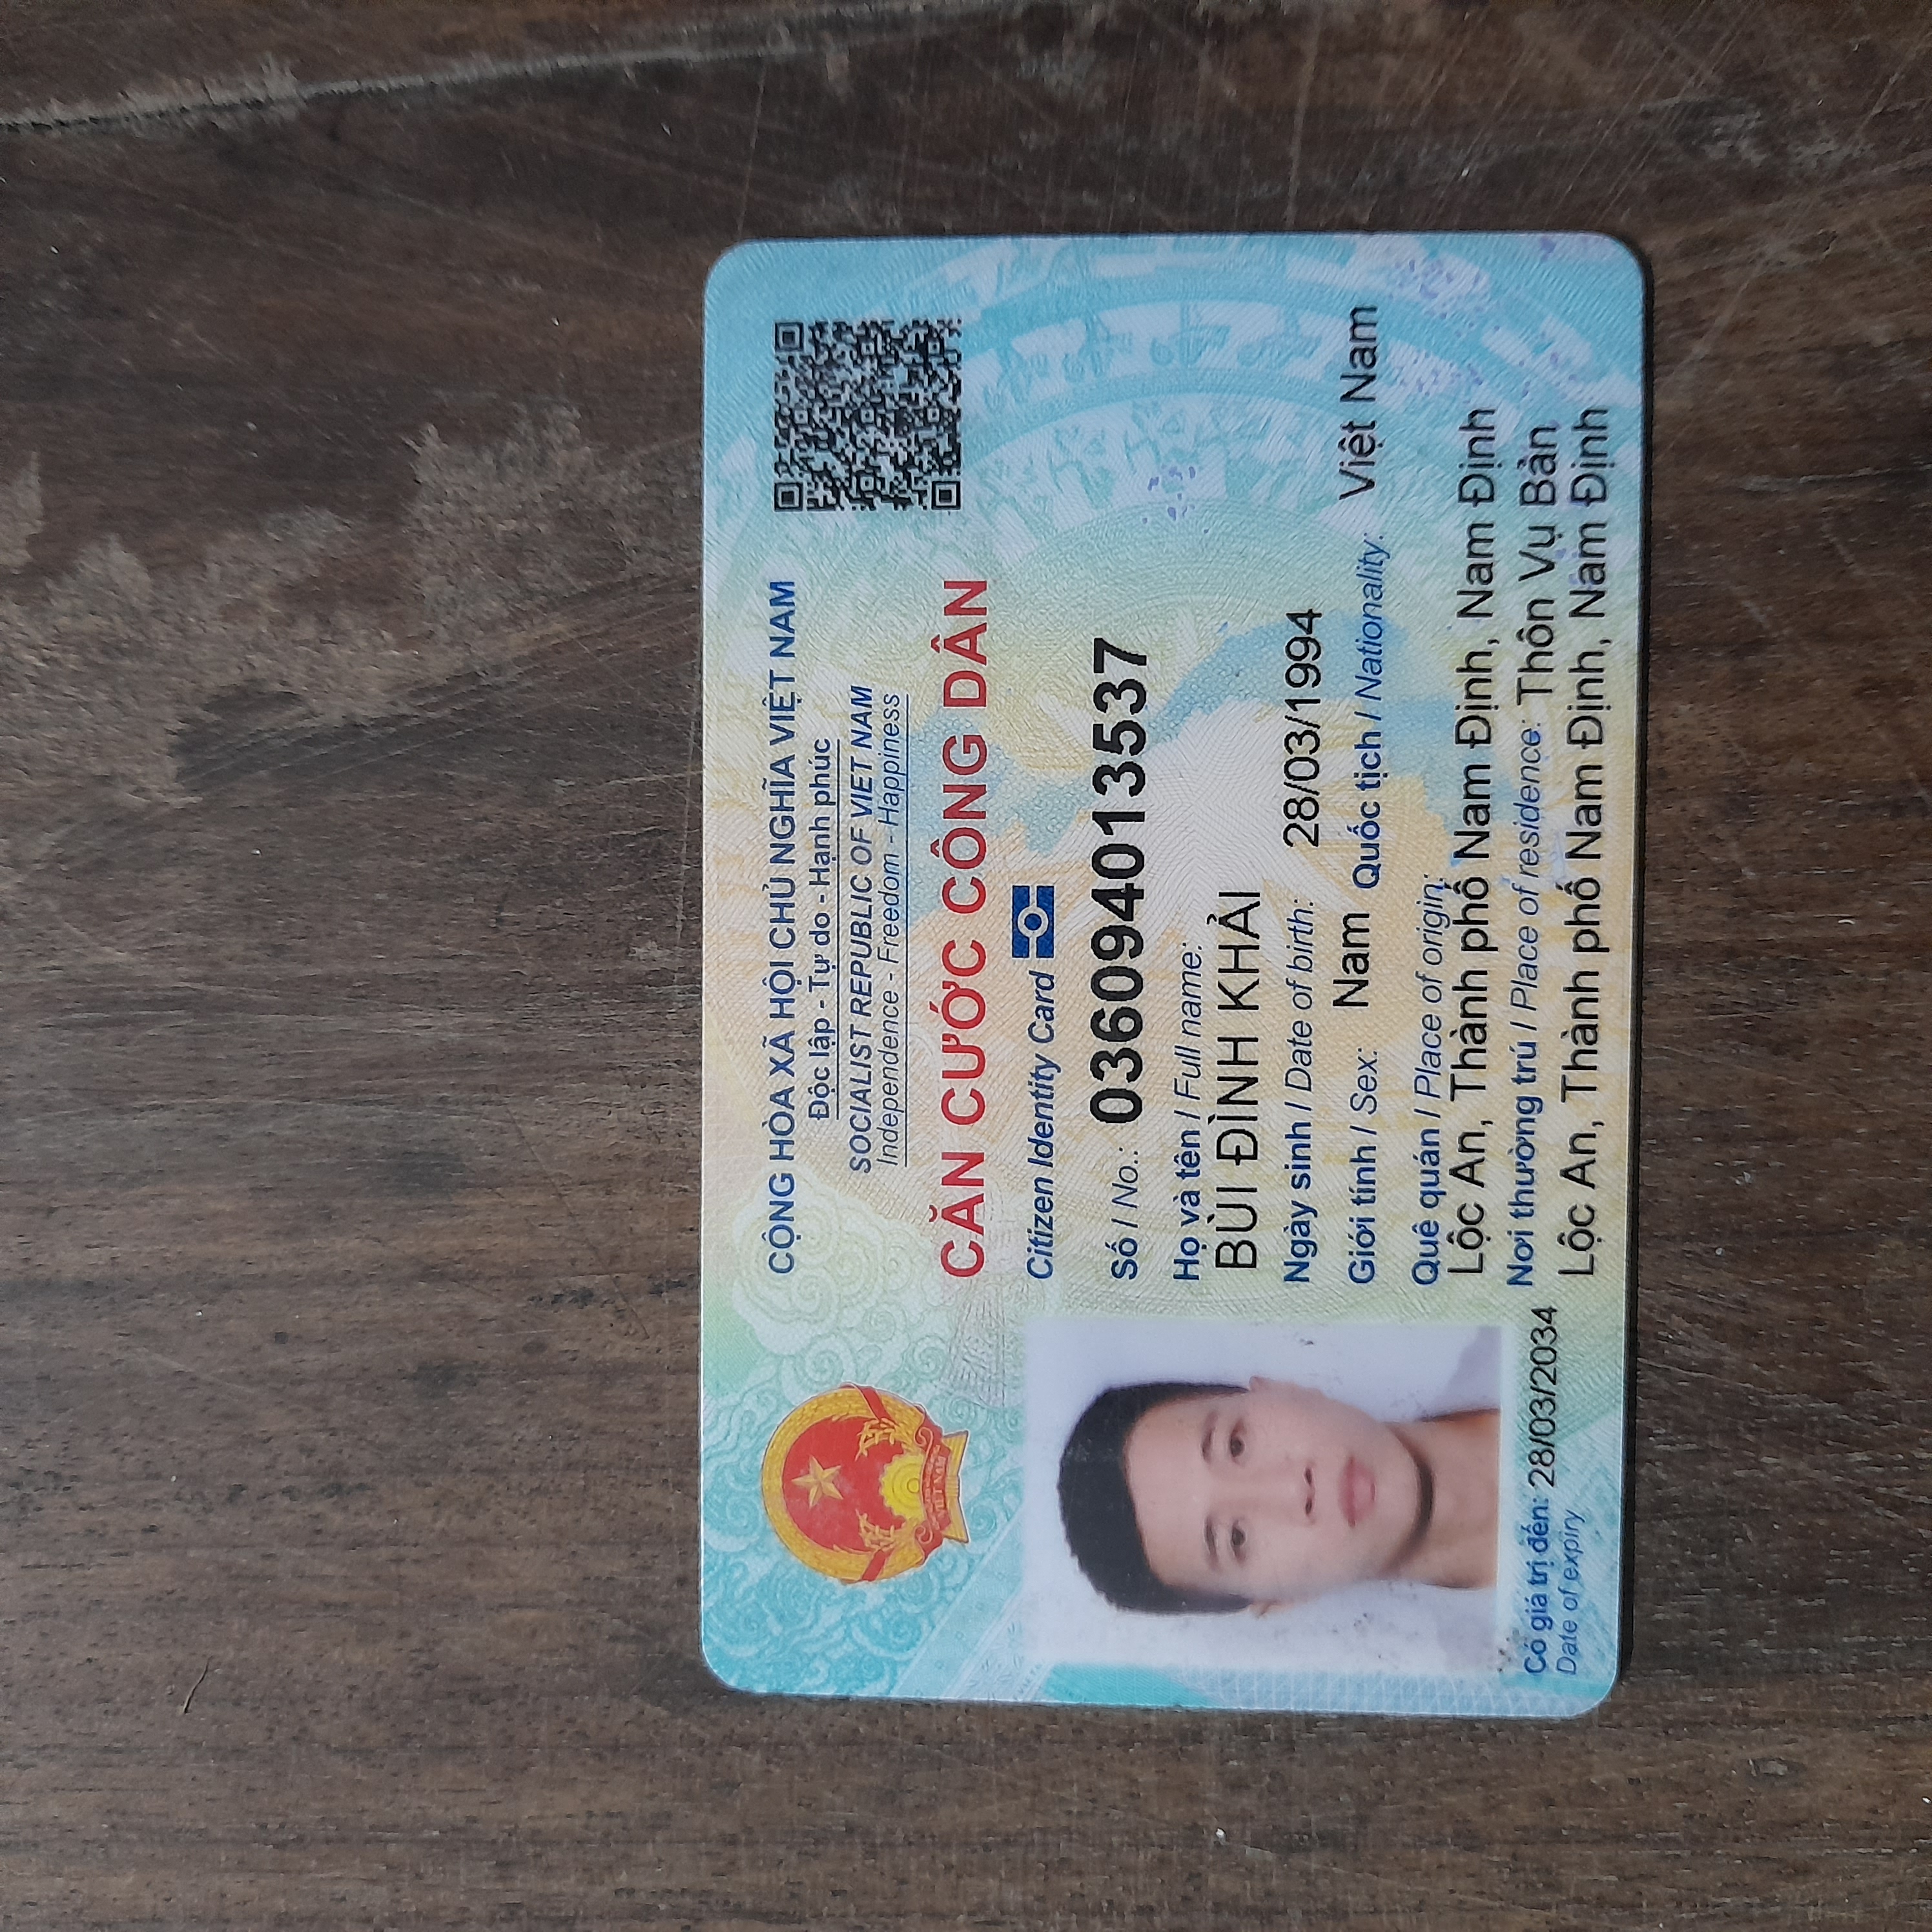 CỘNG HÒA XÃ HỘI CHỦ NGHĨA VIỆT NAM
Độc lập - Tự do - Hạnh phúc
SOCIALIST REPUBLIC OF VIET NAM
Independence - Freedom - Happiness
CĂN CƯỚC CÔNG DÂN
Citizen Identity Card
Số / No.: 036094013537
Họ và tên / Full name:
BÙI ĐÌNH KHẢI
Ngày sinh / Date of birth: 28/03/1994
Giới tính / Sex: Nam Quốc tịch / Nationality: Việt Nam
Quê quán / Place of origin:
Lộc An, Thành phố Nam Định, Nam Định
Nơi thường trú / Place of residence: Thôn Vụ Bản
Lộc An, Thành phố Nam Định, Nam Định
Có giá trị đến: 28/03/2034
Date of expiry
VIỆT NAM